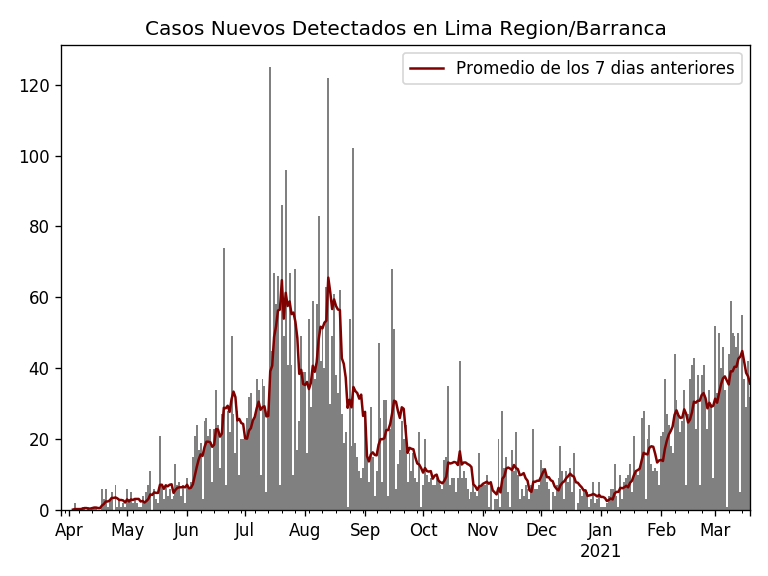 Casos Nuevos Detectados en Lima Region/Barranca
Promedio de los 7 dias anteriores
120
100
80
60
40
20
0
Apr May Jun Jul Aug Sep Oct Nov Dec Jan Feb Mar
2021